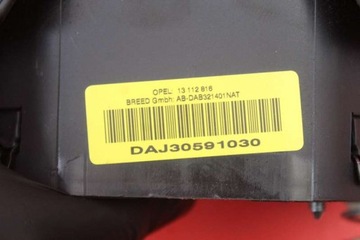 OPEL 13 112 816
BREED Gmbh: AB-DAB321401NAT
DAJ30591030